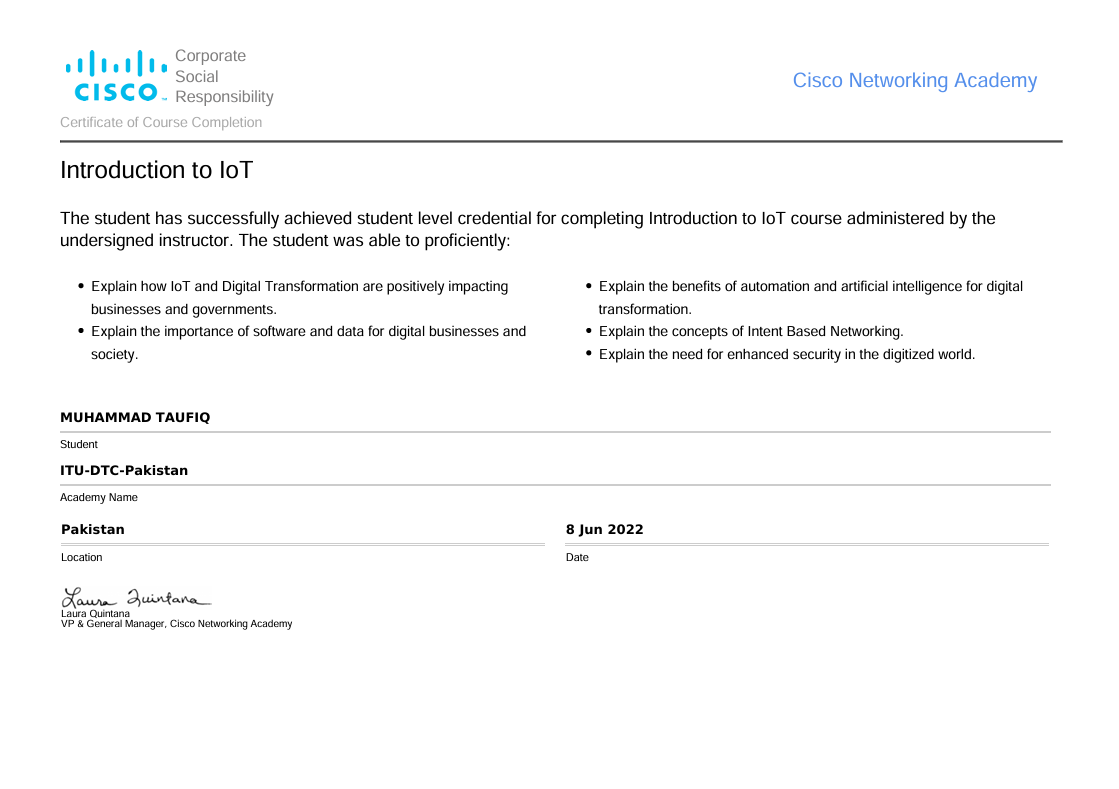 Corporate
Social
Responsibility
CISCO™
Cisco Networking Academy
Certificate of Course Completion
Introduction to IoT
The student has successfully achieved student level credential for completing Introduction to IoT course administered by the
undersigned instructor. The student was able to proficiently:
• Explain how IoT and Digital Transformation are positively impacting
businesses and governments.
• Explain the importance of software and data for digital businesses and
society.
• Explain the benefits of automation and artificial intelligence for digital
transformation.
• Explain the concepts of Intent Based Networking.
• Explain the need for enhanced security in the digitized world.
MUHAMMAD TAUFIQ
Student
ITU-DTC-Pakistan
Academy Name
Pakistan
Location
8 Jun 2022
Date
Laura Quintana
Laura Quintana
VP & General Manager, Cisco Networking Academy